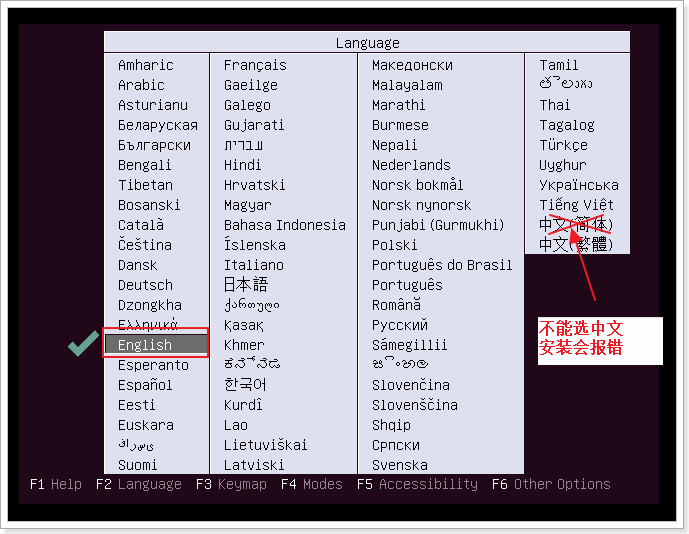 Language
Amharic
Arabic
Asturianu
Беларуская
Български
Bengali
Tibetan
Bosanski
Català
Čeština
Dansk
Deutsch
Dzongkha
Ελληνικά
English
Esperanto
Español
Eesti
Euskara
Suomi
Français
Gaeilge
Galego
Gujarati
עברית
Hindi
Hrvatski
Magyar
Bahasa Indonesia
Íslenska
Italiano
日本語
ქართული
Қазақ
Khmer
ಕನ್ನಡ
한국어
Kurdî
Lao
Lietuviškai
Latviski
Македонски
Malayalam
Marathi
Burmese
Nepali
Nederlands
Norsk bokmål
Norsk nynorsk
Punjabi (Gurmukhi)
Polski
Português do Brasil
Português
Română
Русский
Sámegillii
සිංහල
Slovenčina
Slovenščina
Shqip
Српски
Svenska
Tamil
తెలుగు
Thai
Tagalog
Türkçe
Uyghur
Українська
Tiếng Việt
中文(简体)
中文(繁體)
不能选中文
安装会报错
F1 Help F2 Language F3 Keymap F4 Modes F5 Accessibility F6 Other Options